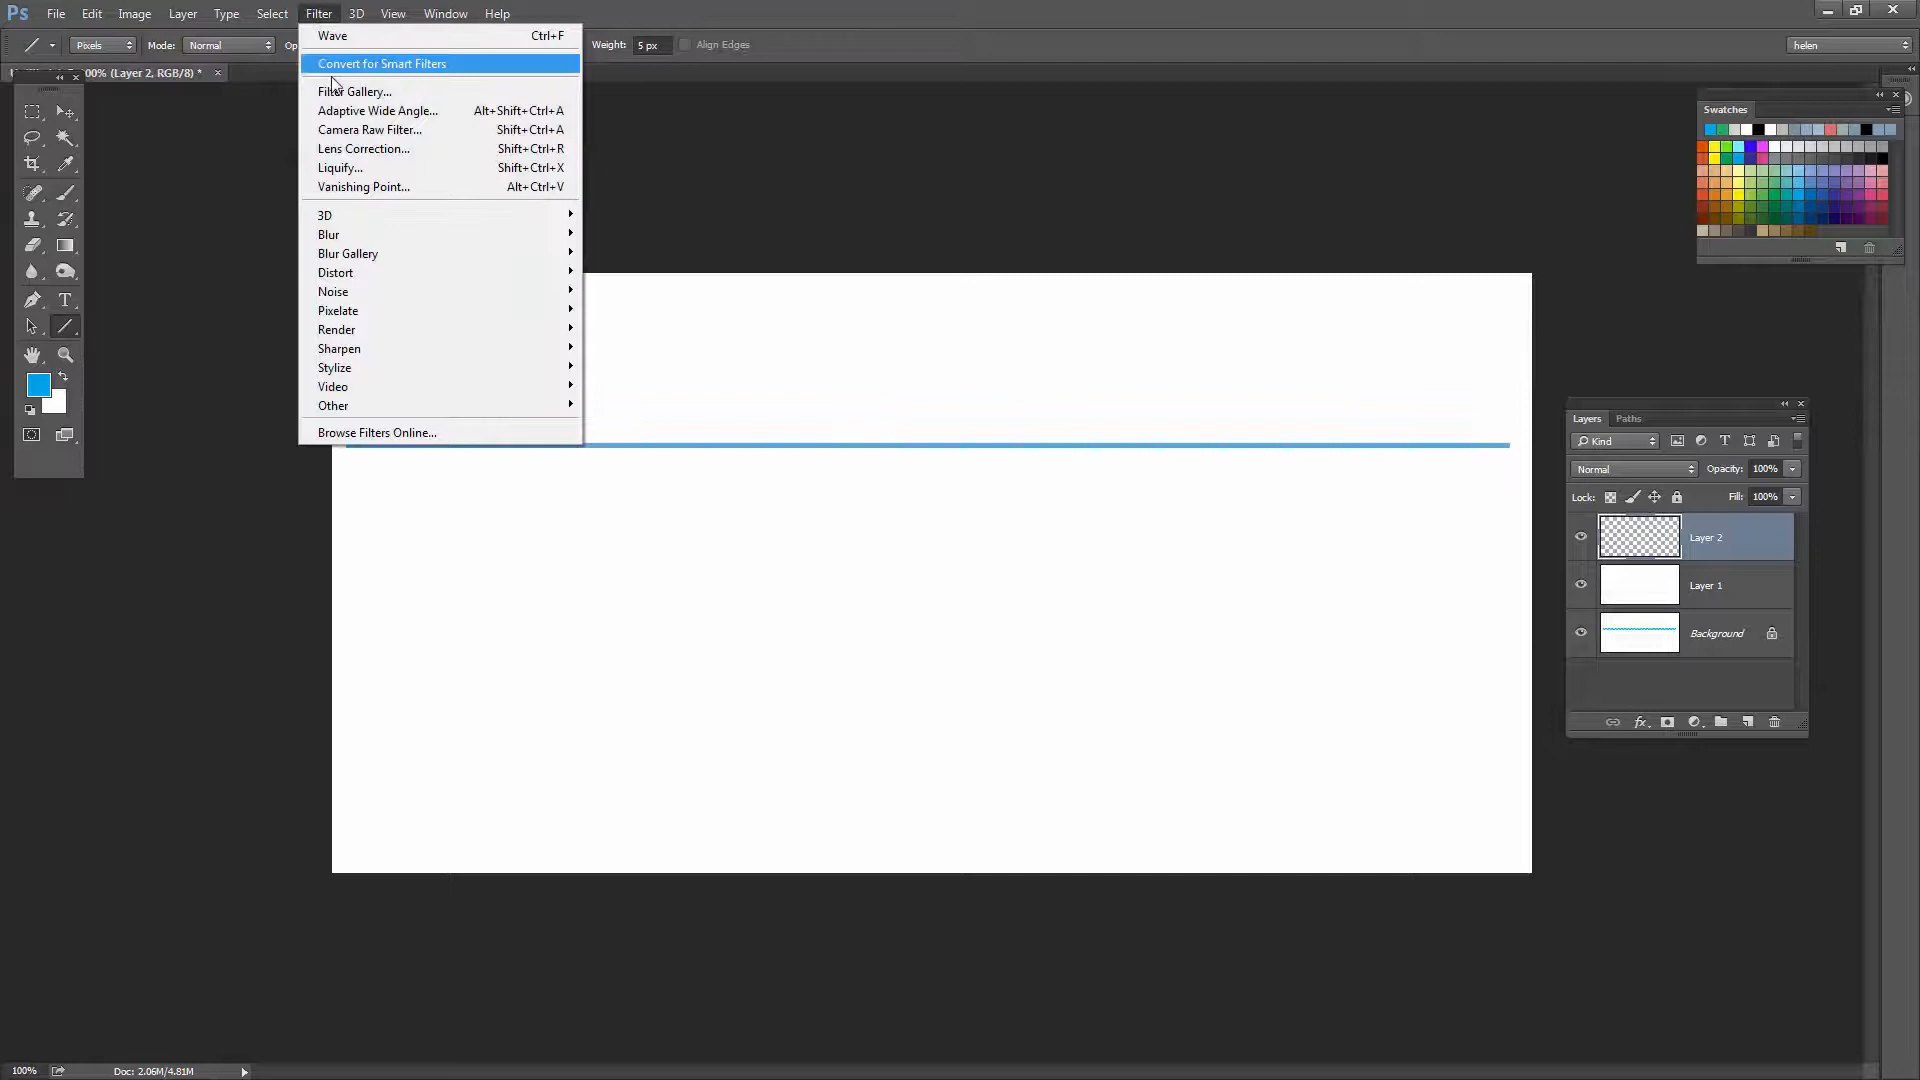 Ps File Edit Image Layer Type Select Filter 3D View Window Help
Pixels Mode: Normal Weight: 5 px Align Edges helen
00% (Layer 2, RGB/8) *
Wave Ctrl+F
Convert for Smart Filters
Filter Gallery...
Adaptive Wide Angle... Alt+Shift+Ctrl+A
Camera Raw Filter... Shift+Ctrl+A
Lens Correction... Shift+Ctrl+R
Liquify... Shift+Ctrl+X
Vanishing Point... Alt+Ctrl+V
3D
Blur
Blur Gallery
Distort
Noise
Pixelate
Render
Sharpen
Stylize
Video
Other
Browse Filters Online...
Swatches
Layers Paths
Kind
Normal Opacity: 100%
Lock: Fill: 100%
Layer 2
Layer 1
Background
100% Doc: 2.06M/4.81M